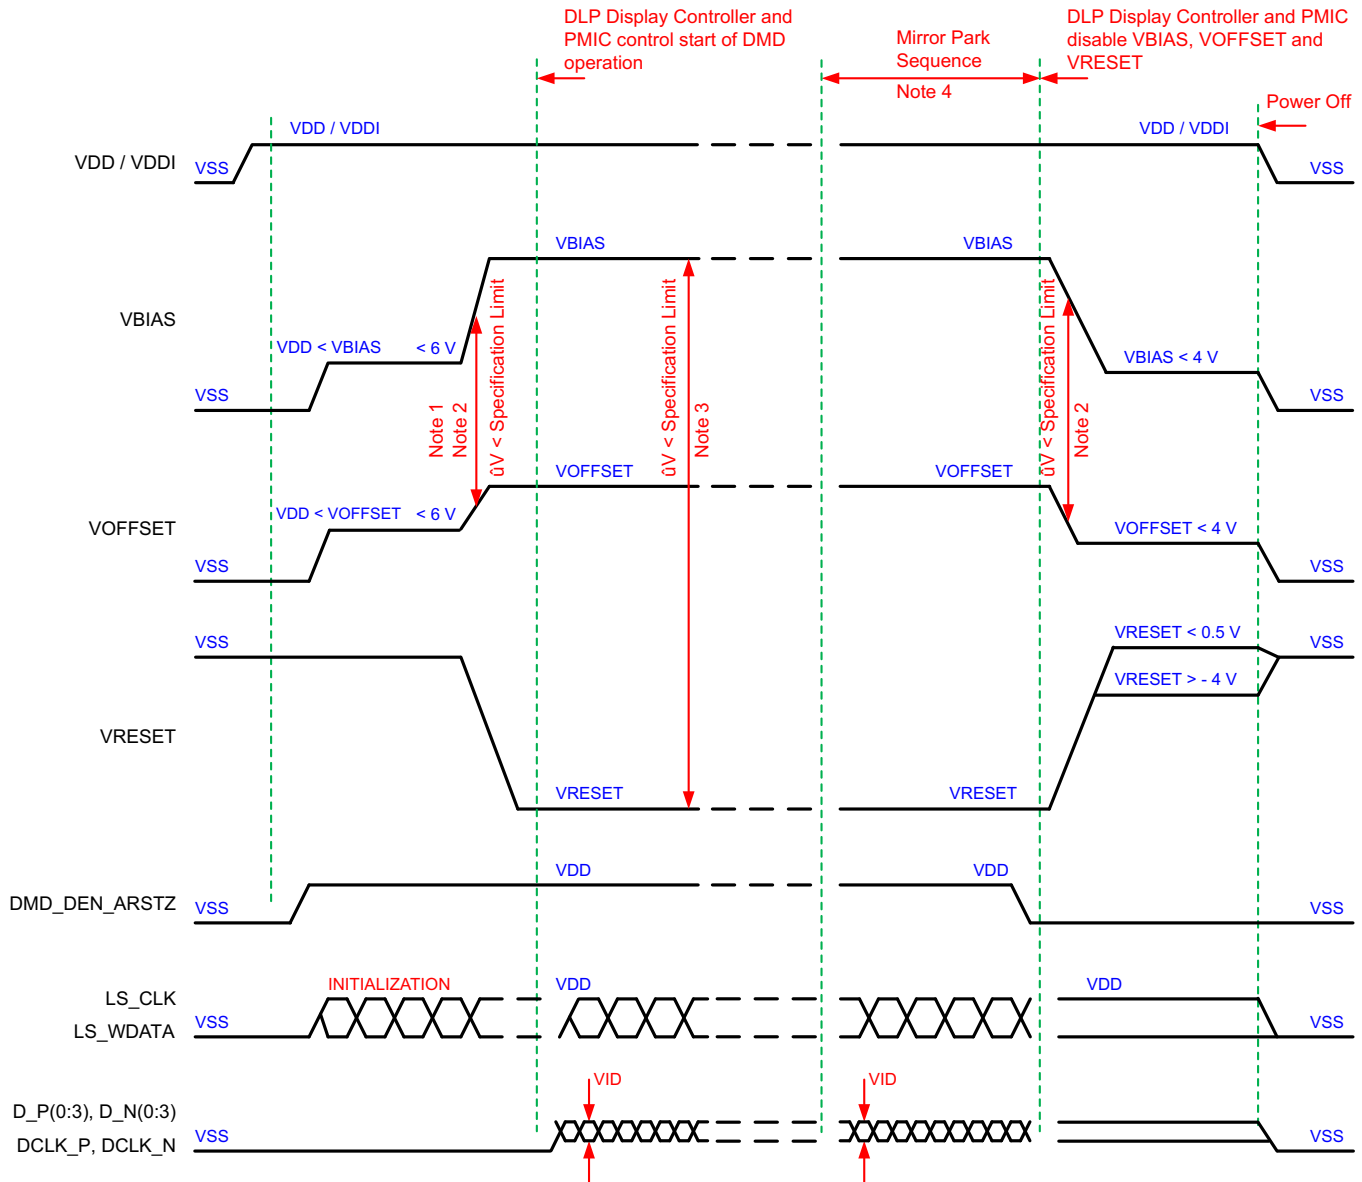 DLP Display Controller and
PMIC control start of DMD
operation
Mirror Park
Sequence
Note 4
DLP Display Controller and PMIC
disable VBIAS, VOFFSET and
VRESET
Power Off
VDD / VDDI
VSS
VDD / VDDI
VDD / VDDI
VSS
VBIAS
VSS
VDD < VBIAS
< 6 V
Note 1
Note 2
ûV < Specification Limit
VBIAS
ûV < Specification Limit
Note 3
VBIAS
ûV < Specification Limit
Note 2
VBIAS < 4 V
VSS
VOFFSET
VSS
VDD < VOFFSET
< 6 V
VOFFSET
VOFFSET
VOFFSET < 4 V
VSS
VRESET
VSS
VRESET
VRESET
VRESET < 0.5 V
VRESET > - 4 V
VSS
DMD_DEN_ARSTZ
VSS
VDD
VDD
VSS
LS_CLK
LS_WDATA
VSS
INITIALIZATION
VDD
VDD
VSS
D_P(0:3), D_N(0:3)
DCLK_P, DCLK_N
VSS
VID
VID
VSS